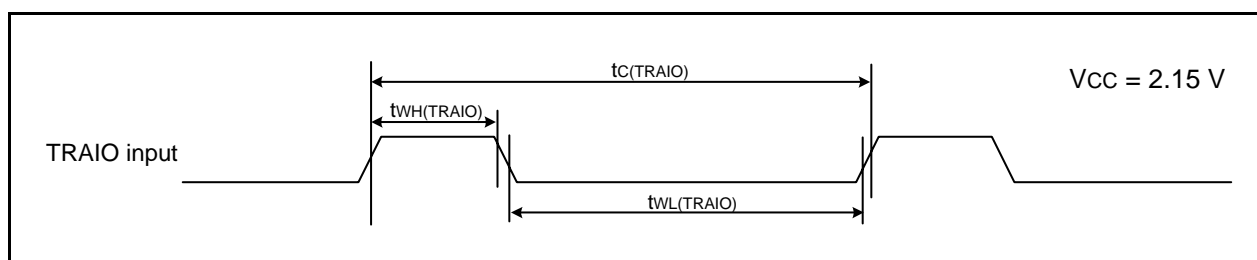 tC(TRAIO)
VCC = 2.15 V
tWH(TRAIO)
TRAIO input
tWL(TRAIO)